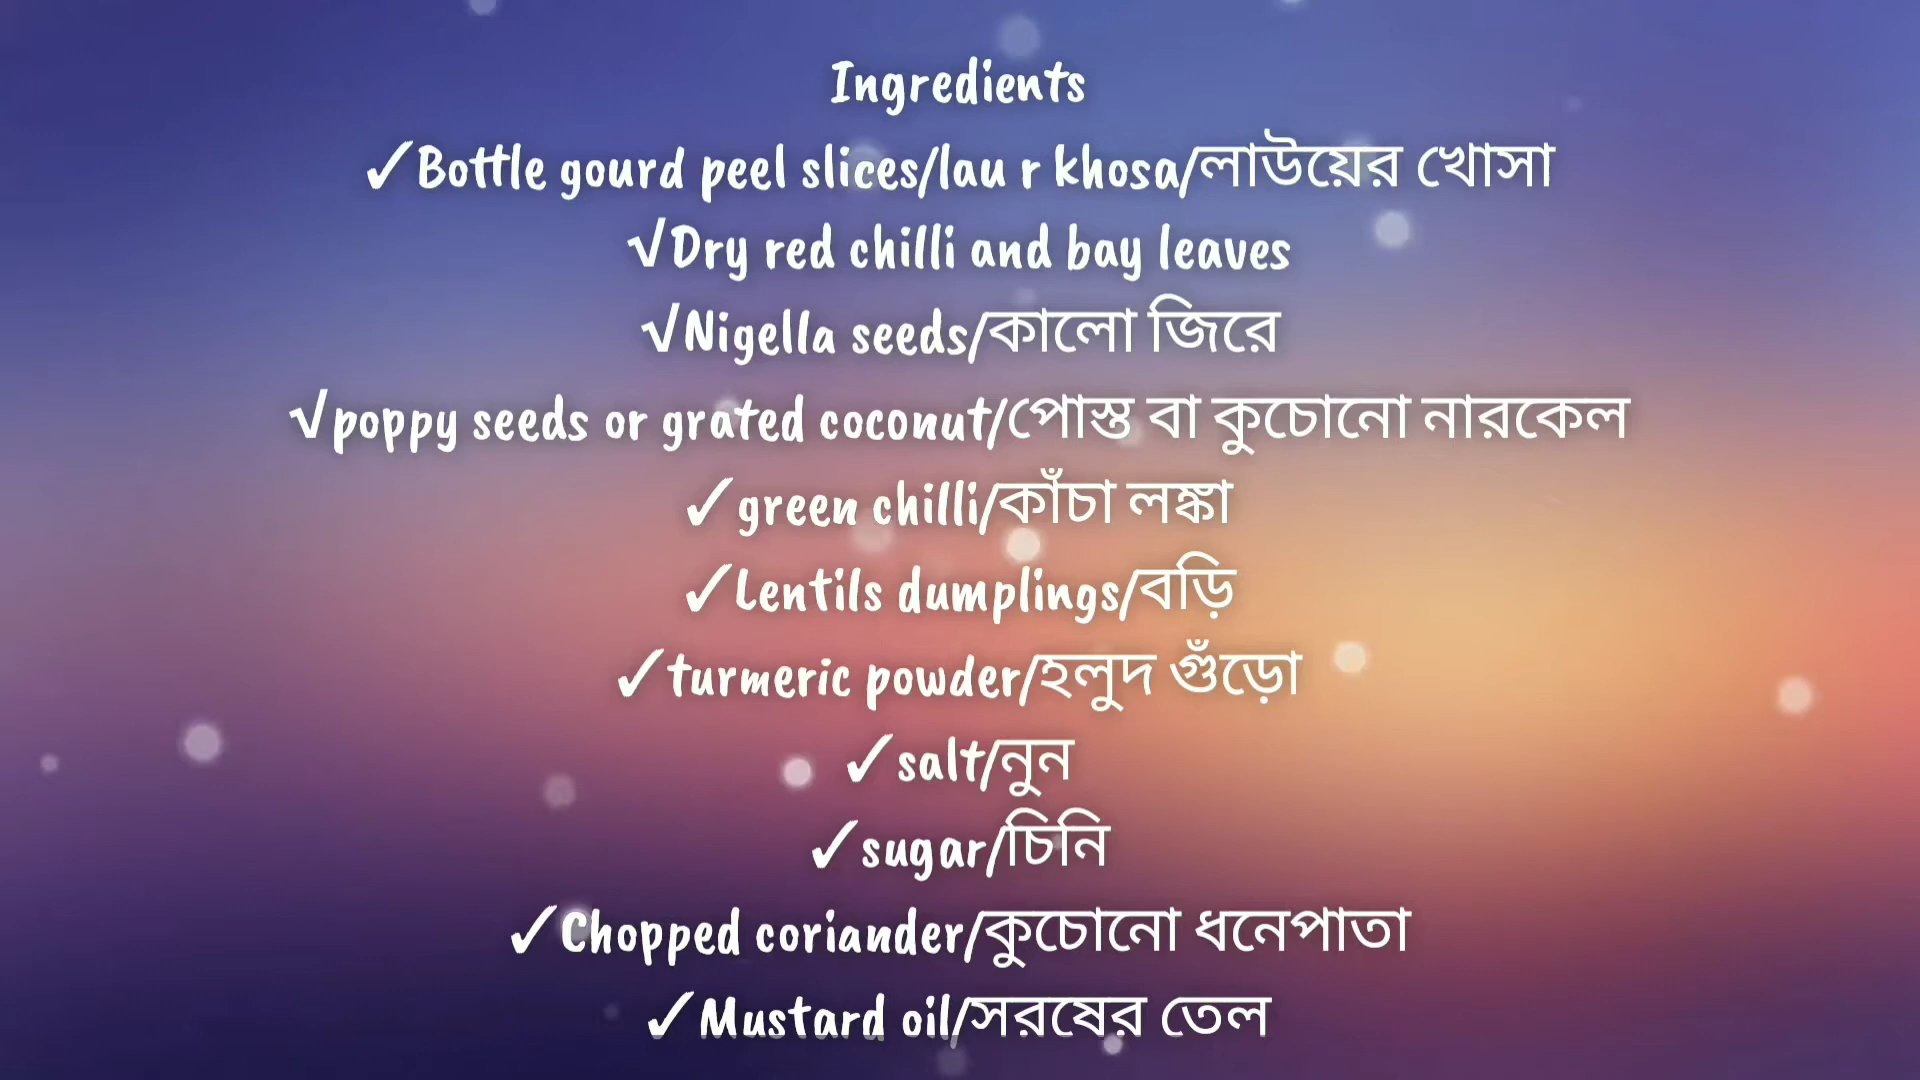 Ingredients
✓Bottle gourd peel slices/lau r khosa/লাউয়ের খোসা
√Dry red chilli and bay leaves
√Nigella seeds/কালো জিরে
√poppy seeds or grated coconut/পোস্ত বা কুচোনো নারকেল
✓green chilli/কাঁচা লঙ্কা
✓Lentils dumplings/বড়ি
✓turmeric powder/হলুদ গুঁড়ো
✓salt/নুন
✓sugar/চিনি
✓Chopped coriander/কুচোনো ধনেপাতা
✓Mustard oil/সরষের তেল